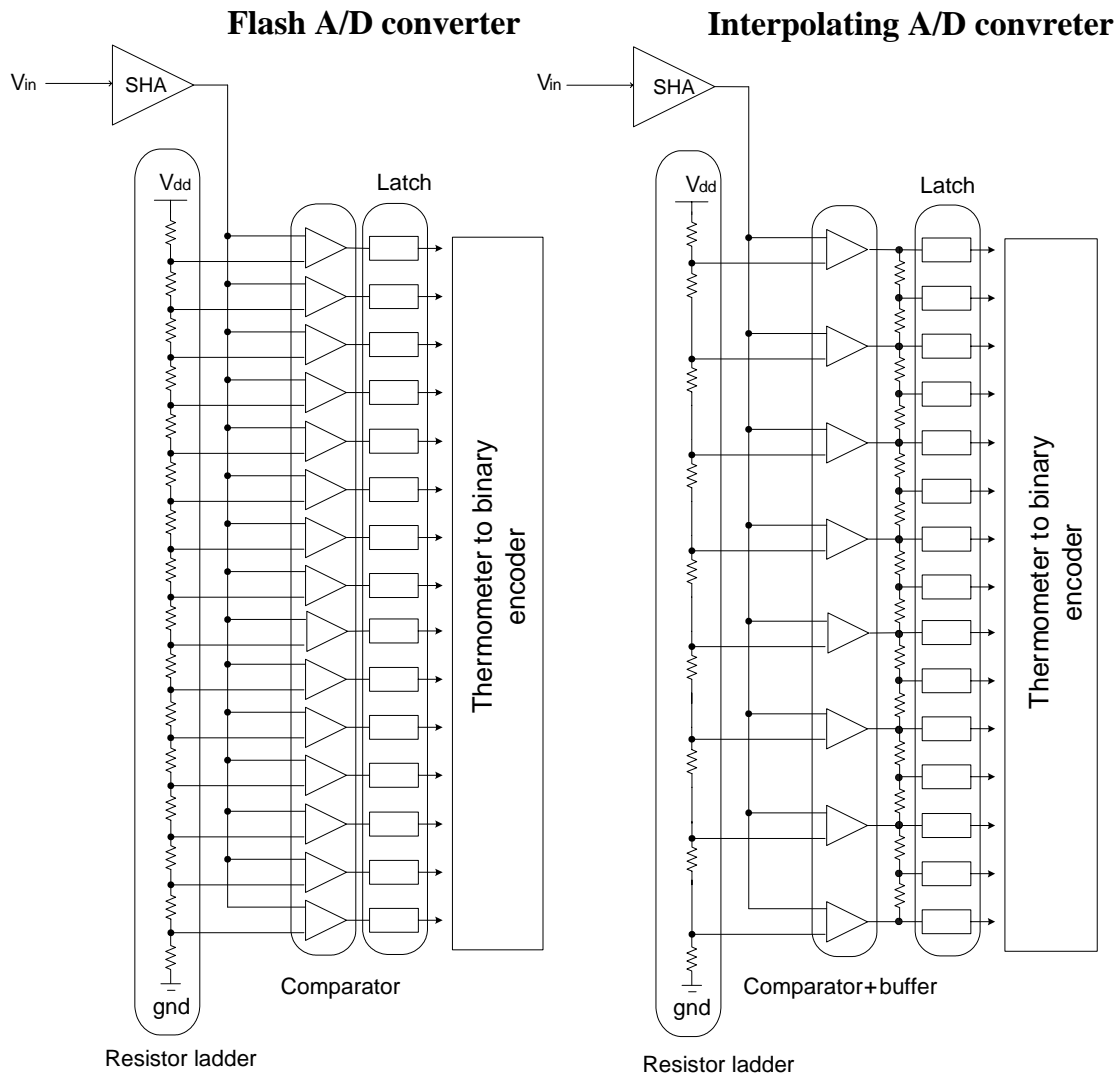 Flash A/D converter
Vin
SHA
Vdd
Latch
Thermometer to binary
encoder
gnd
Comparator
Resistor ladder
Interpolating A/D convreter
Vin
SHA
Vdd
Latch
Thermometer to binary
encoder
gnd
Comparator+buffer
Resistor ladder